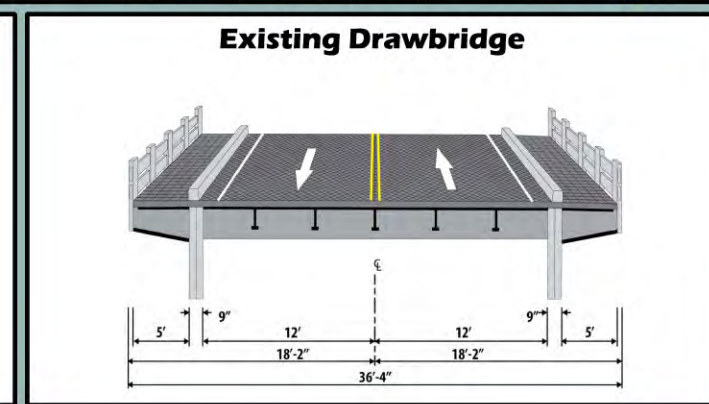 Existing Drawbridge
℄
9” 9”
5’ 12’ 12’ 5’
18’-2” 18’-2”
36’-4”